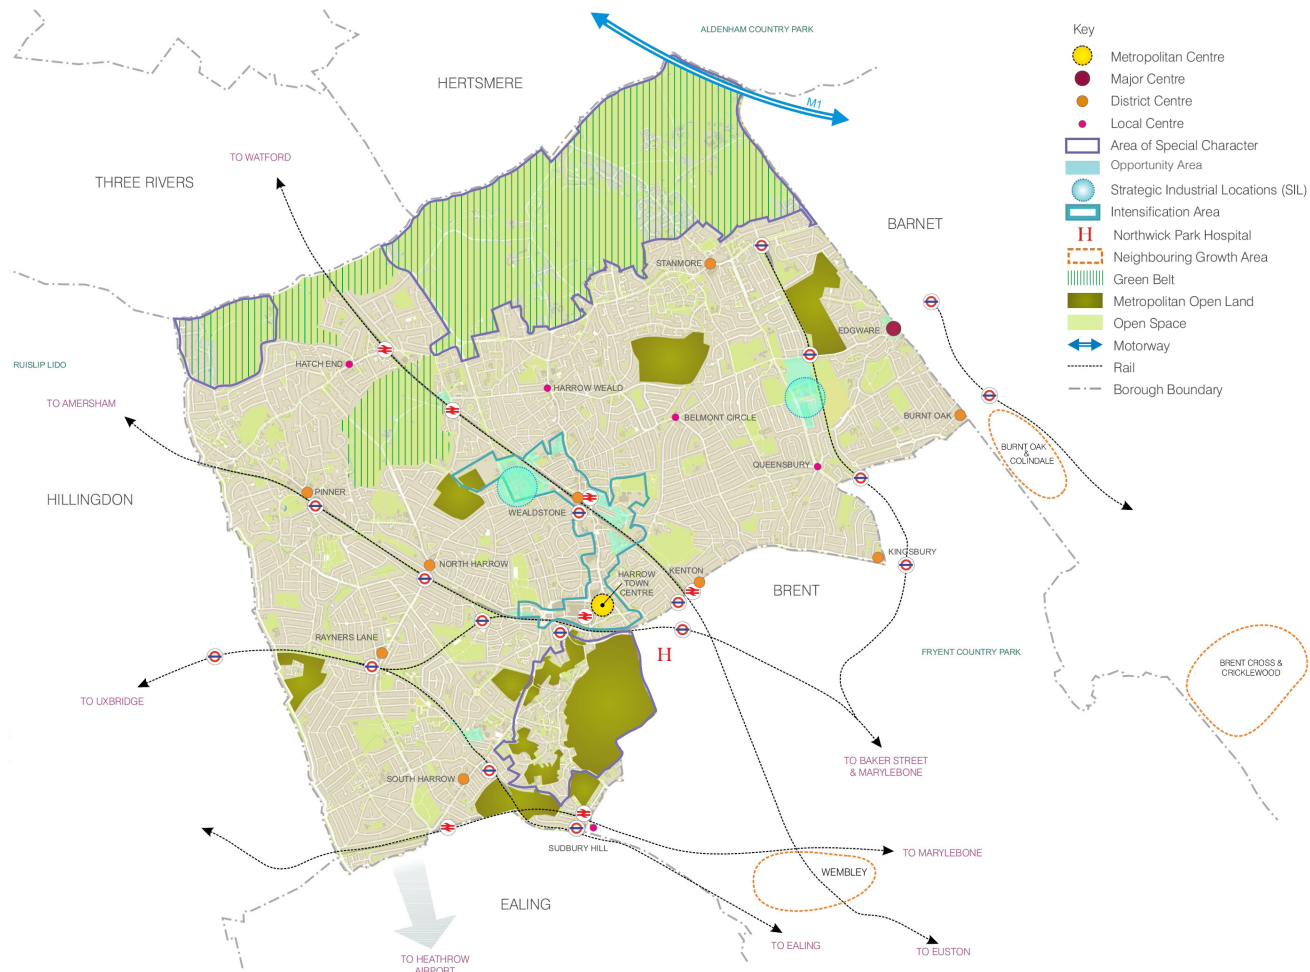 ALDENHAM COUNTRY PARK
HERTSMERE
M1
TO WATFORD
THREE RIVERS
BARNET
STANMORE
EDGWARE
RUISLIP LIDO
HATCH END
HARROW WEALD
TO AMERSHAM
BELMONT CIRCLE
BURNT OAK
BURNT OAK
&
COLINDALE
QUEENSBURY
HILLINGDON
PINNER
WEALDSTONE
KINGSBURY
NORTH HARROW
KENTON
HARROW
TOWN
CENTRE
BRENT
RAYNERS LANE
H
FRYENT COUNTRY PARK
BRENT CROSS &
CRICKLEWOOD
TO UXBRIDGE
TO BAKER STREET
& MARYLEBONE
SOUTH HARROW
SUDBURY HILL
TO MARYLEBONE
WEMBLEY
EALING
TO EALING
TO EUSTON
TO HEATHROW
AIRPORT
Key
Metropolitan Centre
Major Centre
District Centre
Local Centre
Area of Special Character
Opportunity Area
Strategic Industrial Locations (SIL)
Intensification Area
H Northwick Park Hospital
Neighbouring Growth Area
Green Belt
Metropolitan Open Land
Open Space
Motorway
Rail
Borough Boundary